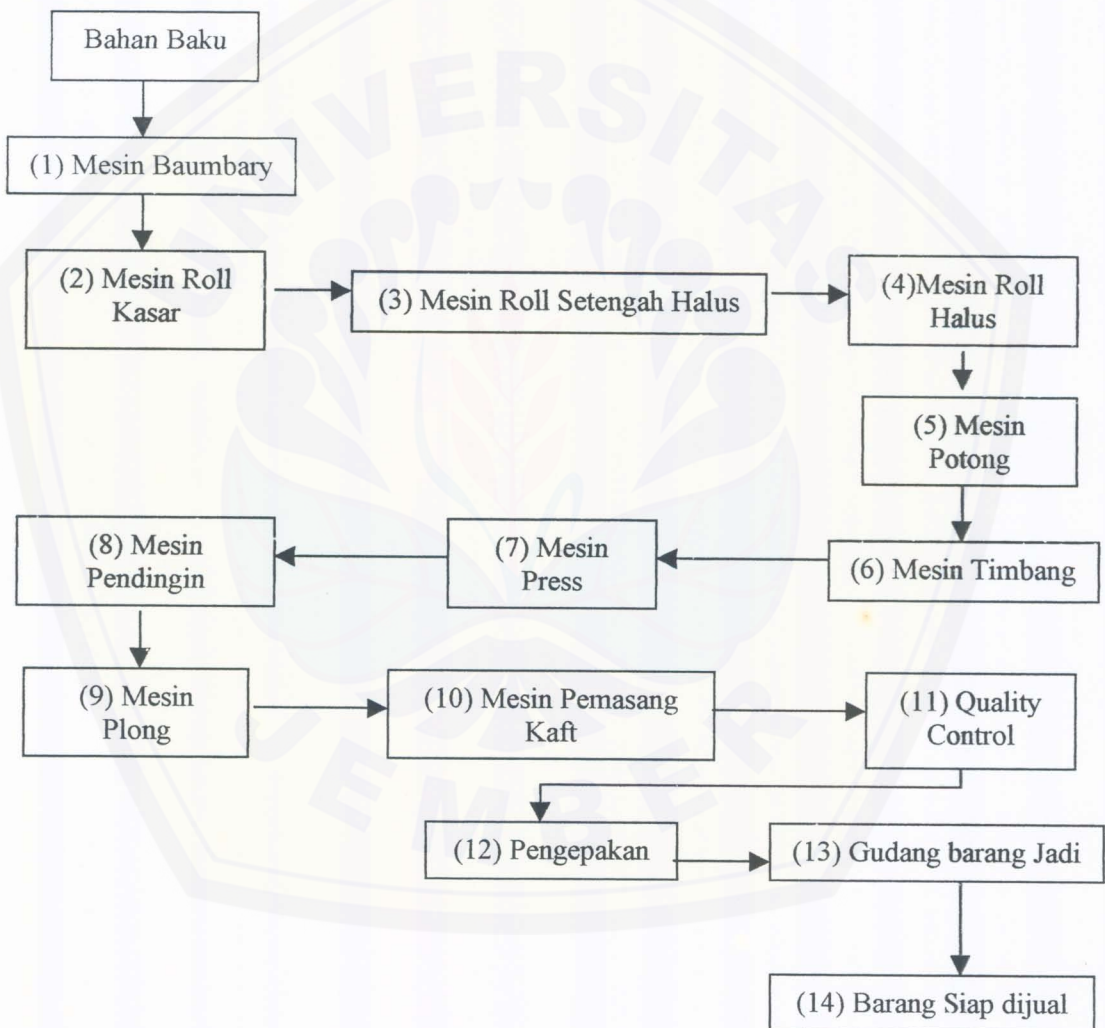 Bahan Baku
(1) Mesin Baumbary
(2) Mesin Roll
Kasar
(3) Mesin Roll Setengah Halus
(4)Mesin Roll
Halus
(5) Mesin
Potong
(6) Mesin Timbang
(7) Mesin
Press
(8) Mesin
Pendingin
(9) Mesin
Plong
(10) Mesin Pemasang
Kaft
(11) Quality
Control
(12) Pengepakan
(13) Gudang barang Jadi
(14) Barang Siap dijual
UNIVERSITAS
JEMBER